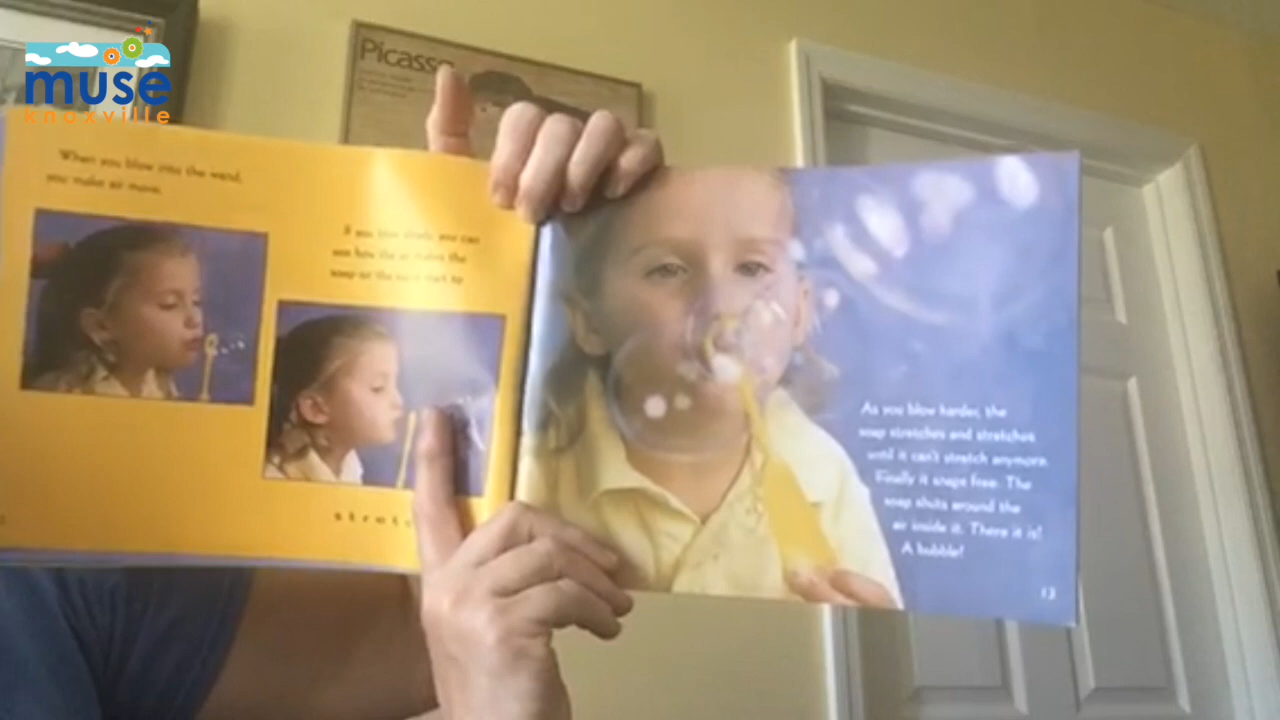 muse
knoxville
Picasso
When you blow into the wand,
you make air move.
If you blow slowly, you can
see how the air makes the
soap on the wand start to
stretc
As you blow harder, the
soap stretches and stretches
until it can't stretch anymore.
Finally it snaps free. The
soap shuts around the
air inside it. There it is!
A bubble!
13